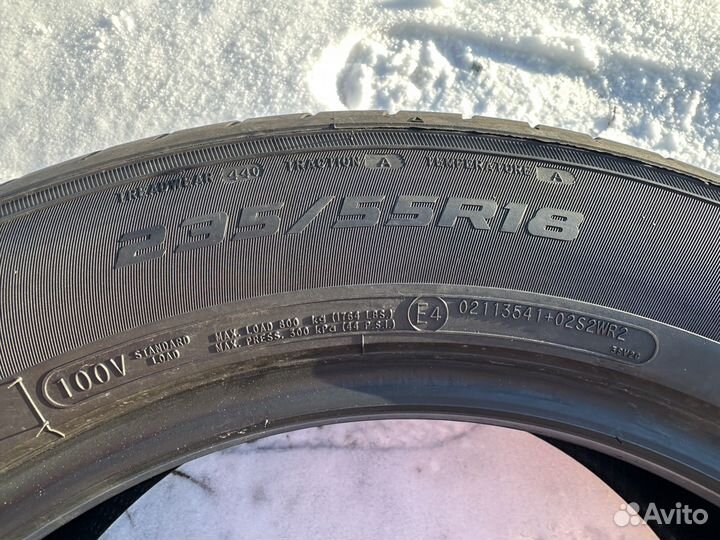 TREADWEAR 440 TRACTION A TEMPERATURE A
235/55R18
100V STANDARD LOAD
MAX. LOAD 800 kg (1764 LBS.)
MAX. PRESS. 300 kPa (44 P.S.I.)
E4 02113541+02S2WR2
Avito